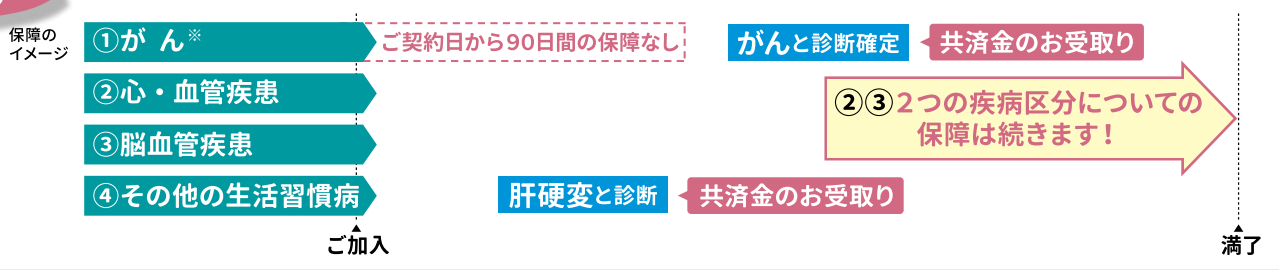 保障の
イメージ
①が ん※
ご契約日から90日間の保障なし
がんと診断確定
共済金のお受取り
②心・血管疾患
②③2つの疾病区分についての
保障は続きます！
③脳血管疾患
④その他の生活習慣病
肝硬変と診断
共済金のお受取り
ご加入
満了